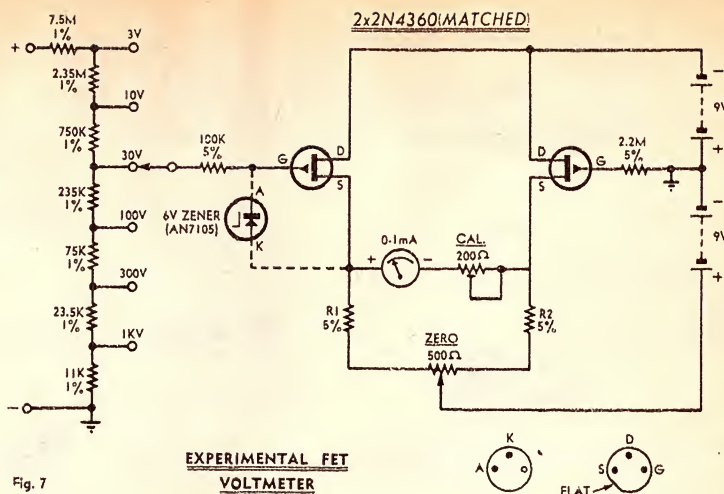 2x2N4360(MATCHED)
7.5M
1%
+
3V
2.35M
1%
10V
750K
1%
30V
100K
5%
235K
1%
100V
75K
1%
300V
23.5K
1%
1KV
11K
1%
−
6V ZENER
(AN7105)
A
K
G
D
S
D
S
G
2.2M
5%
−
9V
+
−
9V
+
+
0-1mA
−
CAL.
200Ω
R1
5%
R2
5%
ZERO
500Ω
EXPERIMENTAL FET
VOLTMETER
Fig. 7
K
A
D
S
G
FLAT